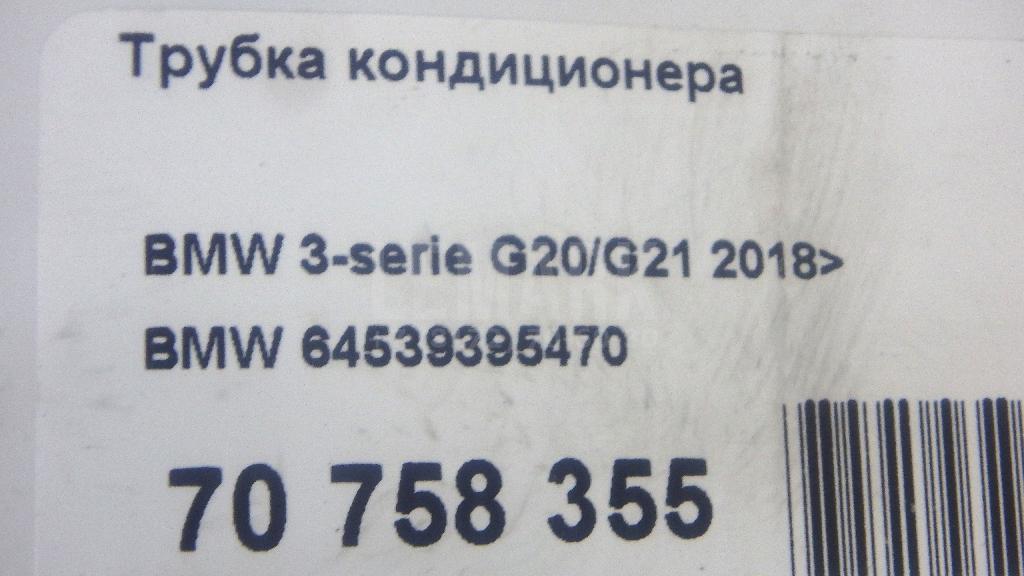 Трубка кондиционера
BMW 3-serie G20/G21 2018>
BMW 64539395470
70 758 355